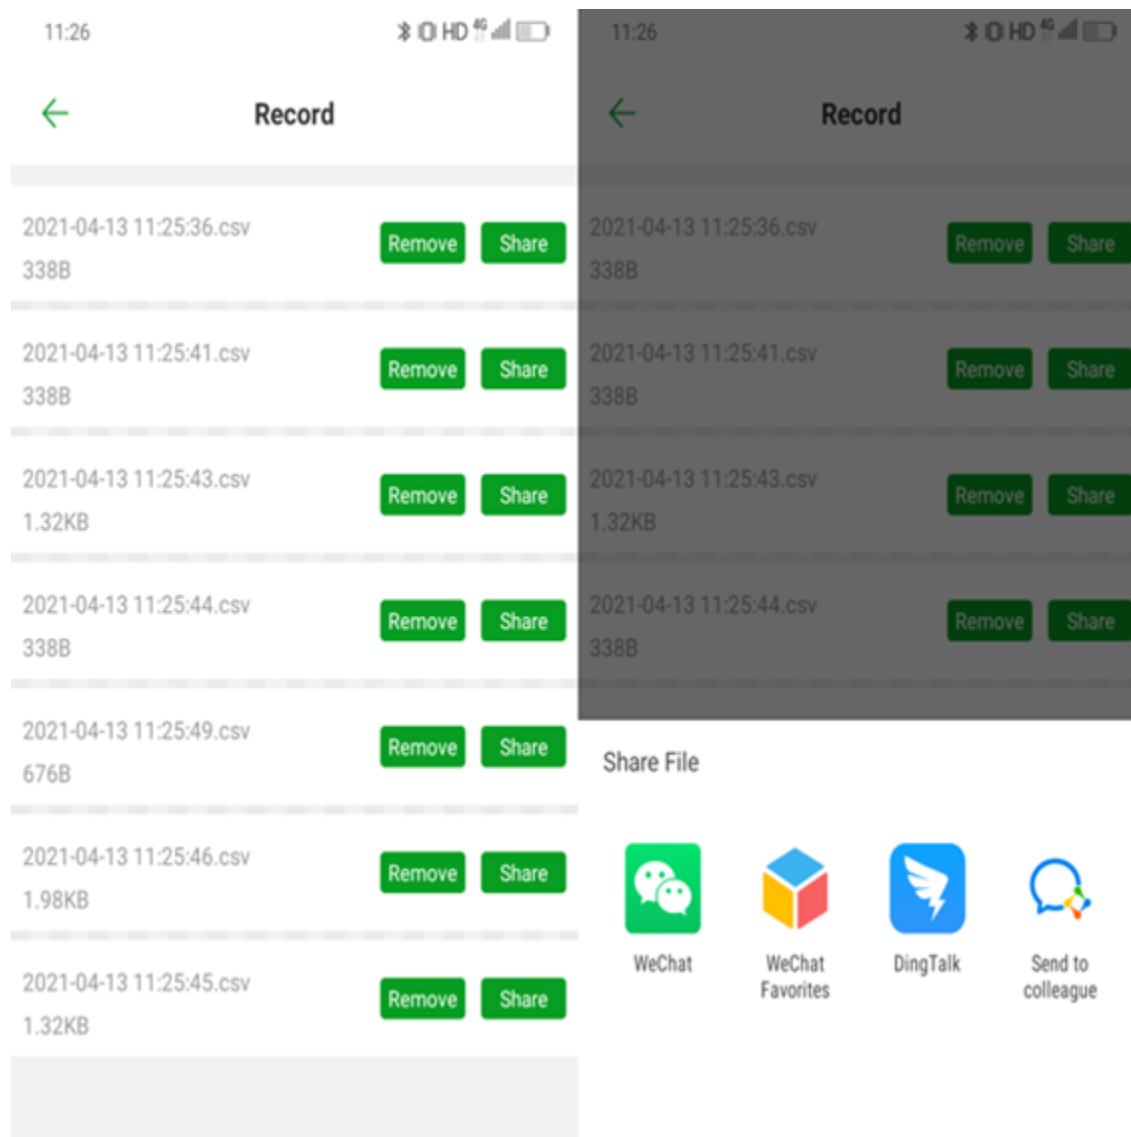 11:26
HD 4G
Record
2021-04-13 11:25:36.csv
338B
Remove
Share
2021-04-13 11:25:41.csv
338B
Remove
Share
2021-04-13 11:25:43.csv
1.32KB
Remove
Share
2021-04-13 11:25:44.csv
338B
Remove
Share
2021-04-13 11:25:49.csv
676B
Remove
Share
2021-04-13 11:25:46.csv
1.98KB
Remove
Share
2021-04-13 11:25:45.csv
1.32KB
Remove
Share
11:26
HD 4G
Record
2021-04-13 11:25:36.csv
338B
Remove
Share
2021-04-13 11:25:41.csv
338B
Remove
Share
2021-04-13 11:25:43.csv
1.32KB
Remove
Share
2021-04-13 11:25:44.csv
338B
Remove
Share
Share File
WeChat
WeChat
Favorites
DingTalk
Send to
colleague